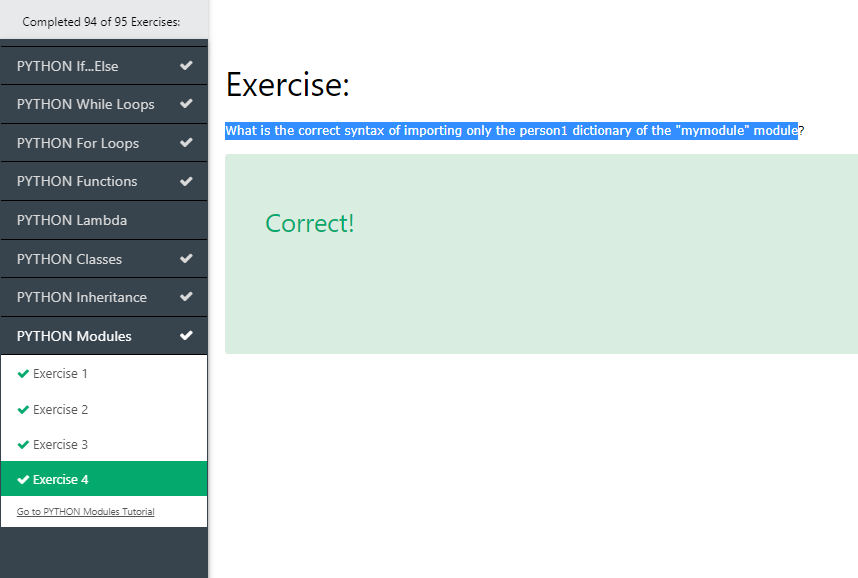 Completed 94 of 95 Exercises:
PYTHON If...Else
PYTHON While Loops
PYTHON For Loops
PYTHON Functions
PYTHON Lambda
PYTHON Classes
PYTHON Inheritance
PYTHON Modules
Exercise 1
Exercise 2
Exercise 3
Exercise 4
Go to PYTHON Modules Tutorial
Exercise:
What is the correct syntax of importing only the person1 dictionary of the "mymodule" module?
Correct!